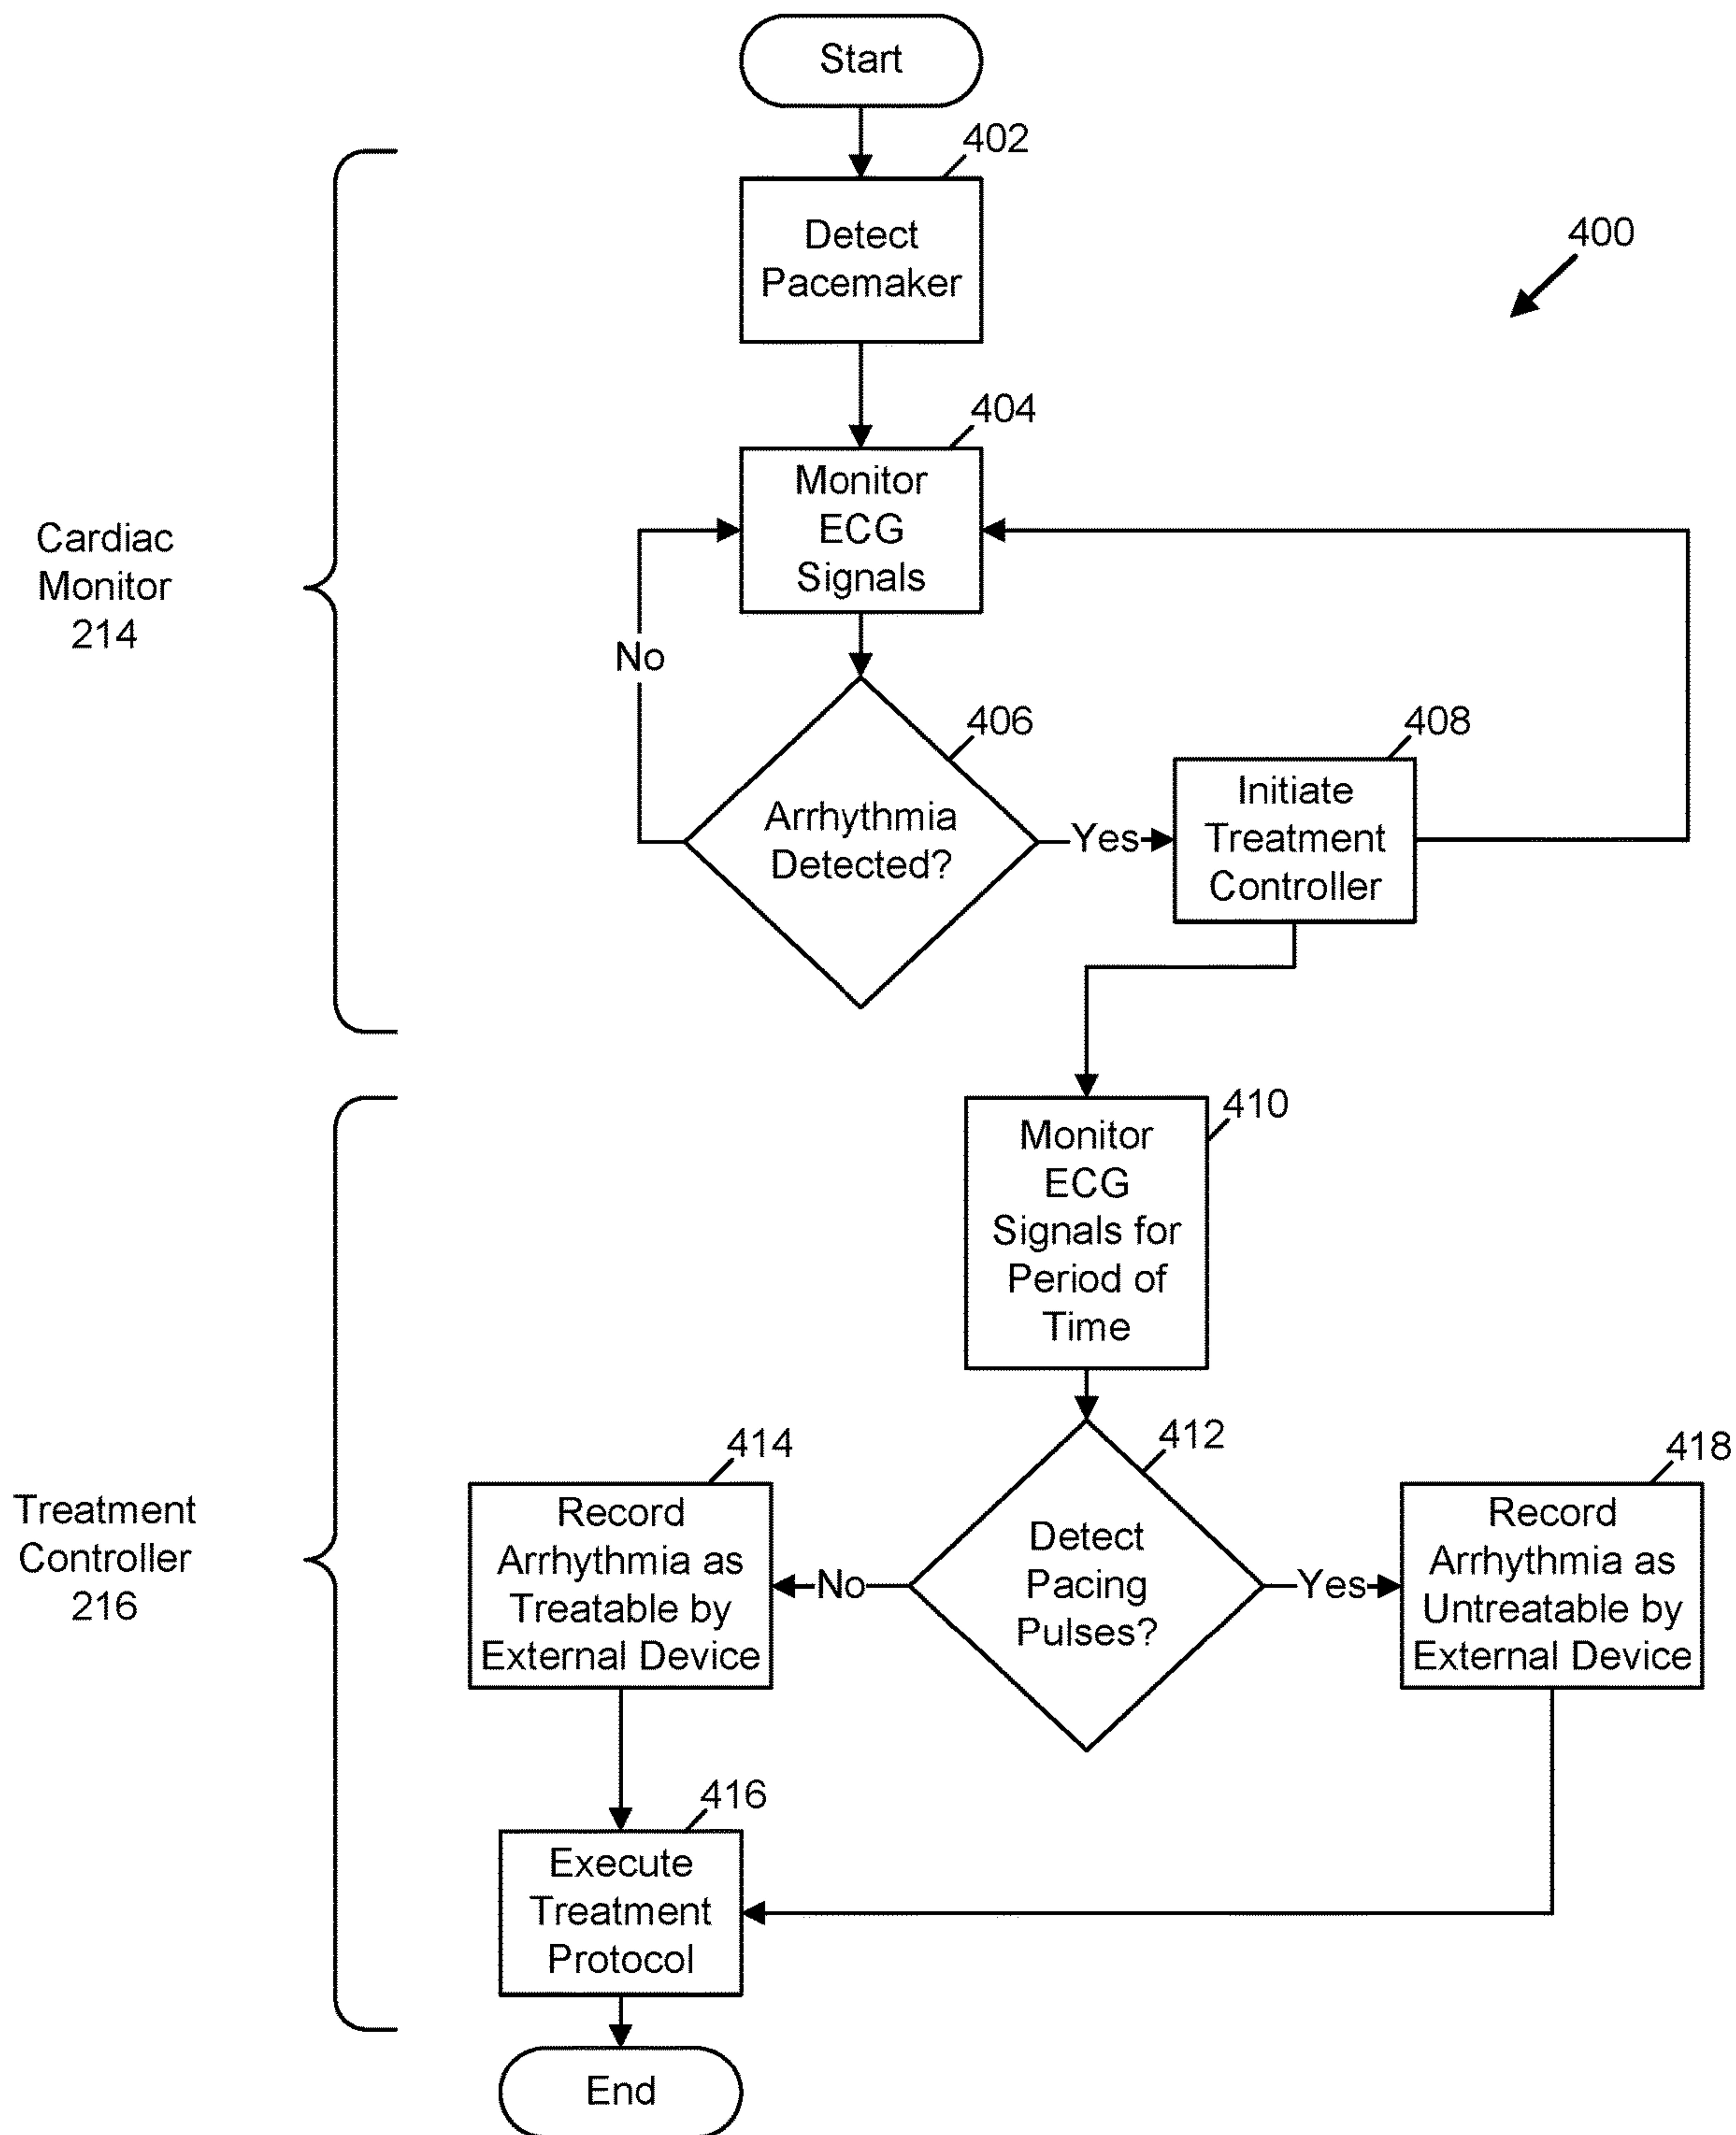 Start
402
Detect
Pacemaker
400
404
Monitor
ECG
Signals
Cardiac
Monitor
214
No
406
Arrhythmia
Detected?
Yes
408
Initiate
Treatment
Controller
410
Monitor
ECG
Signals for
Period of
Time
Treatment
Controller
216
412
Detect
Pacing
Pulses?
No
Yes
414
Record
Arrhythmia as
Treatable by
External Device
418
Record
Arrhythmia as
Untreatable by
External Device
416
Execute
Treatment
Protocol
End